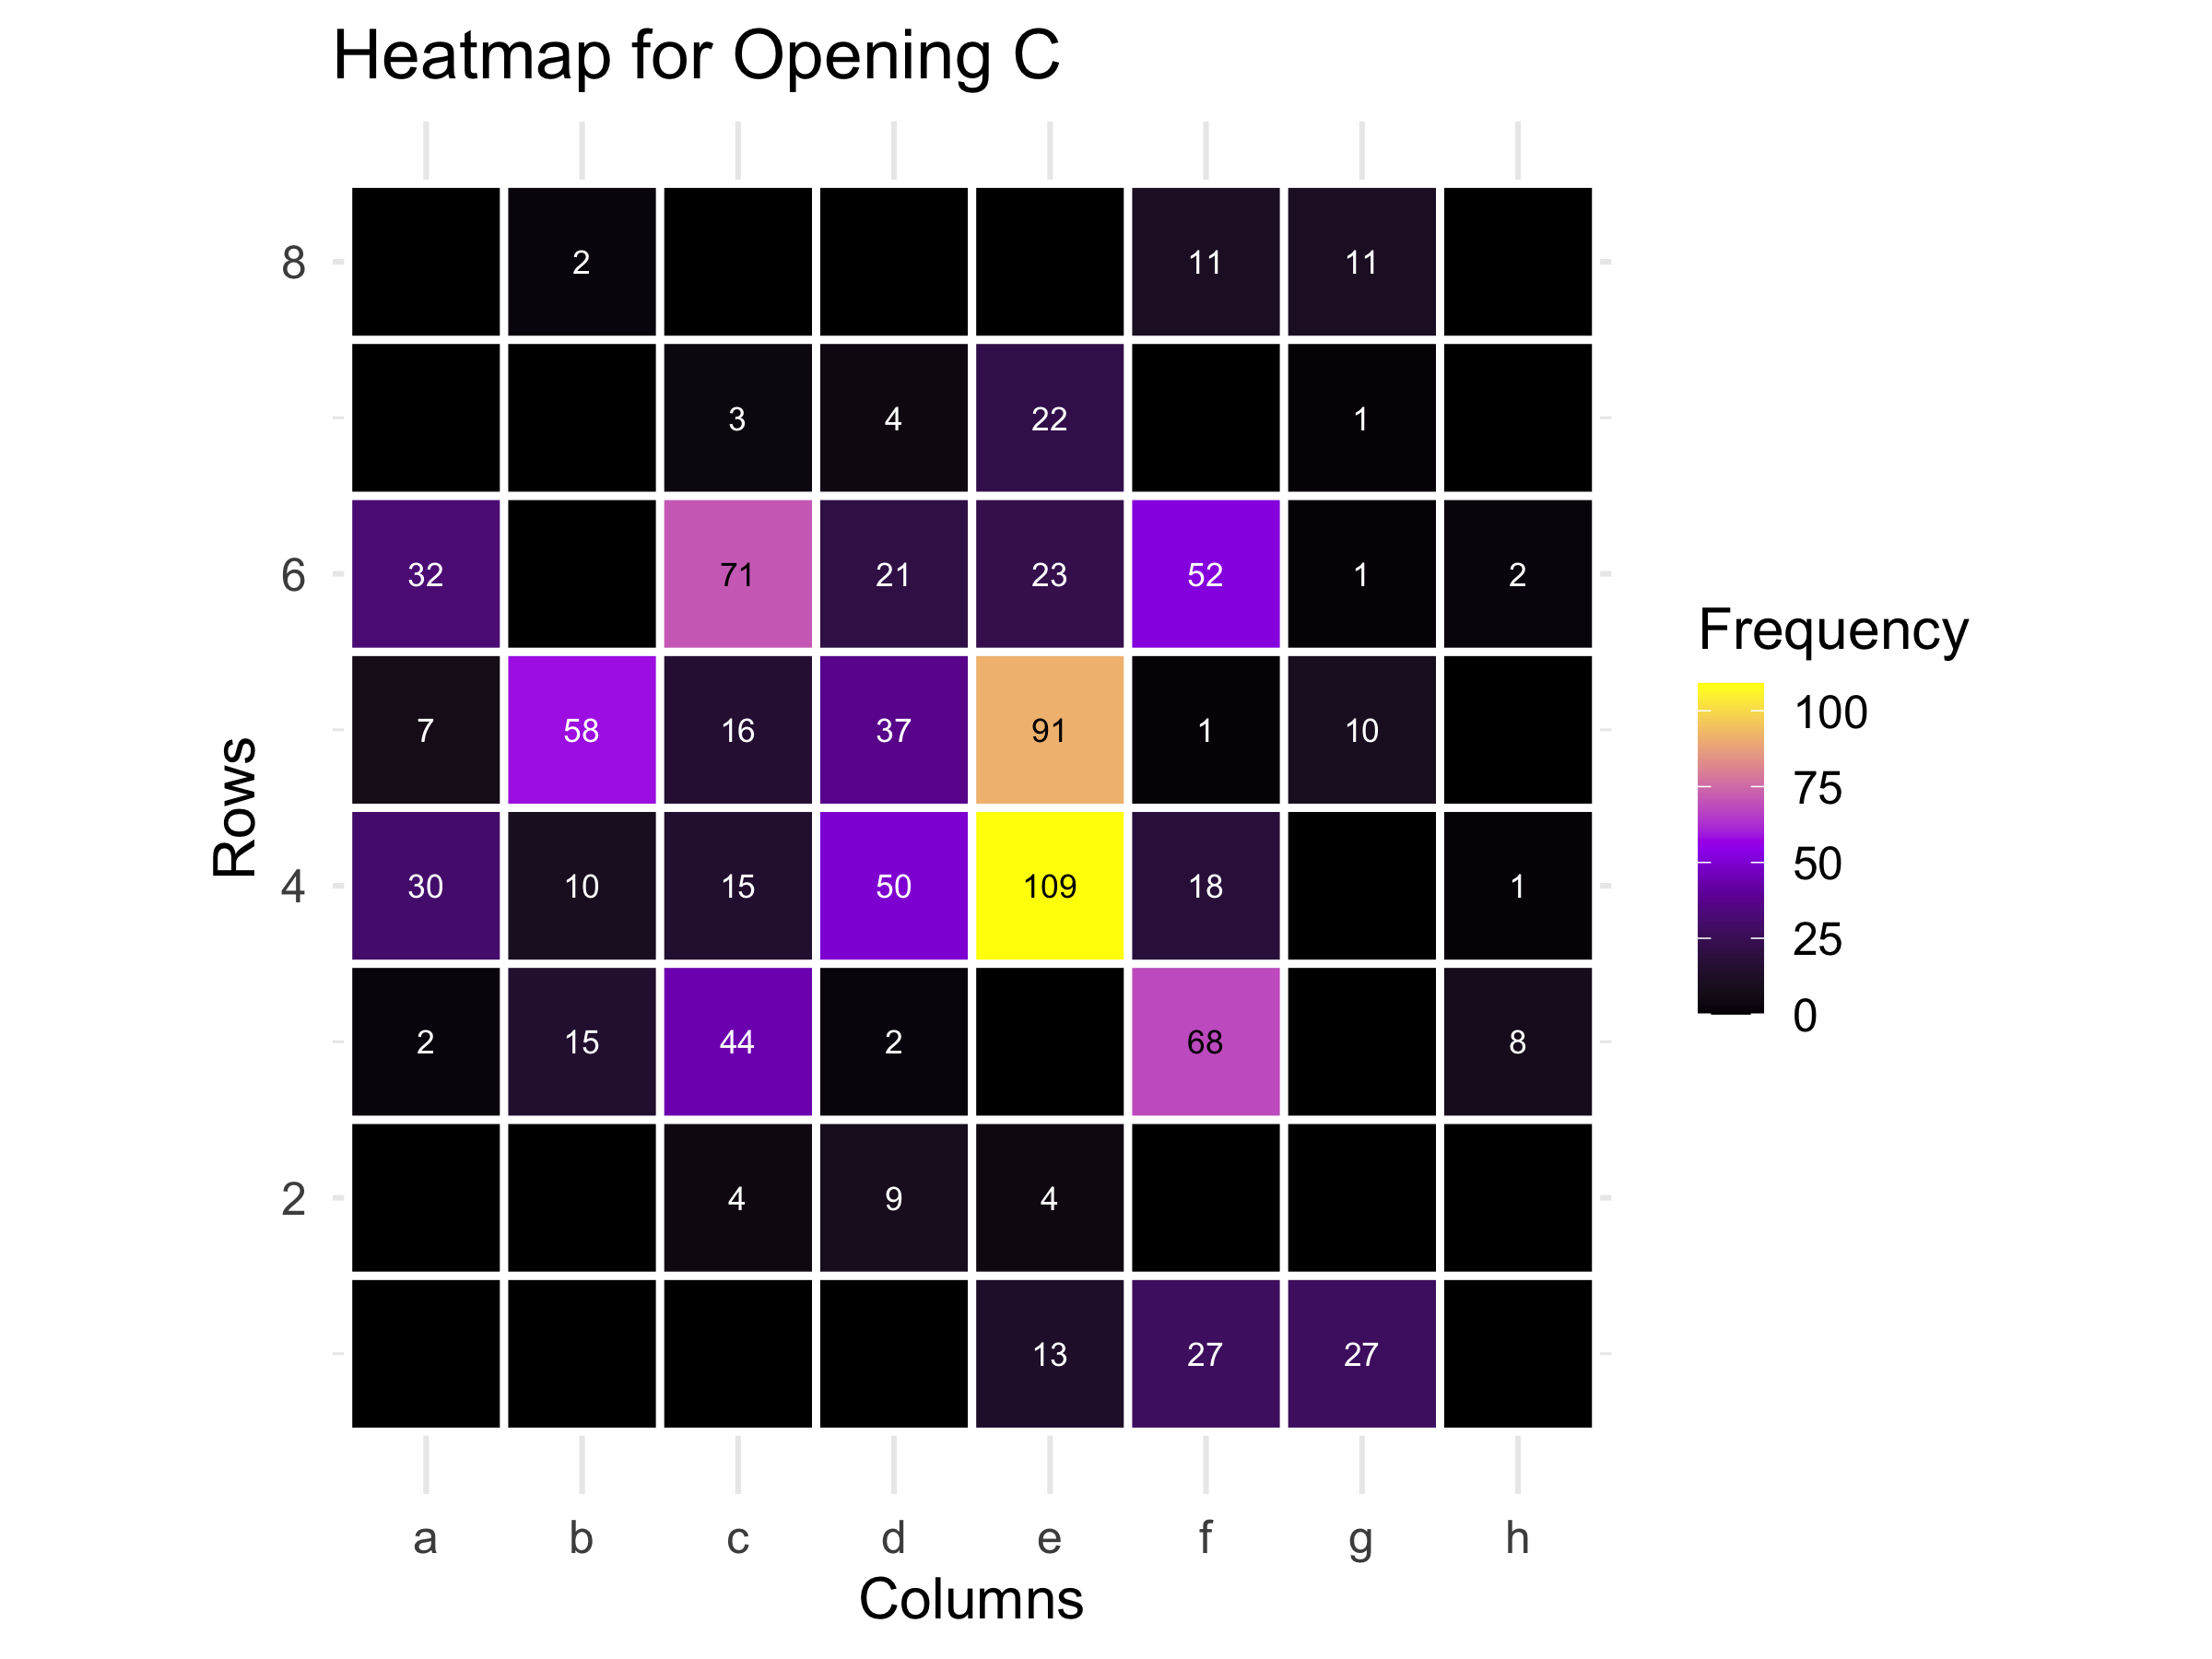 Heatmap for Opening C
8 2 11 11
3 4 22 1
6 32 71 21 23 52 1 2
7 58 16 37 91 1 10
4 30 10 15 50 109 18 1
2 15 44 2 68 8
2 4 9 4
13 27 27
a b c d e f g h
Columns
Rows
Frequency
100
75
50
25
0